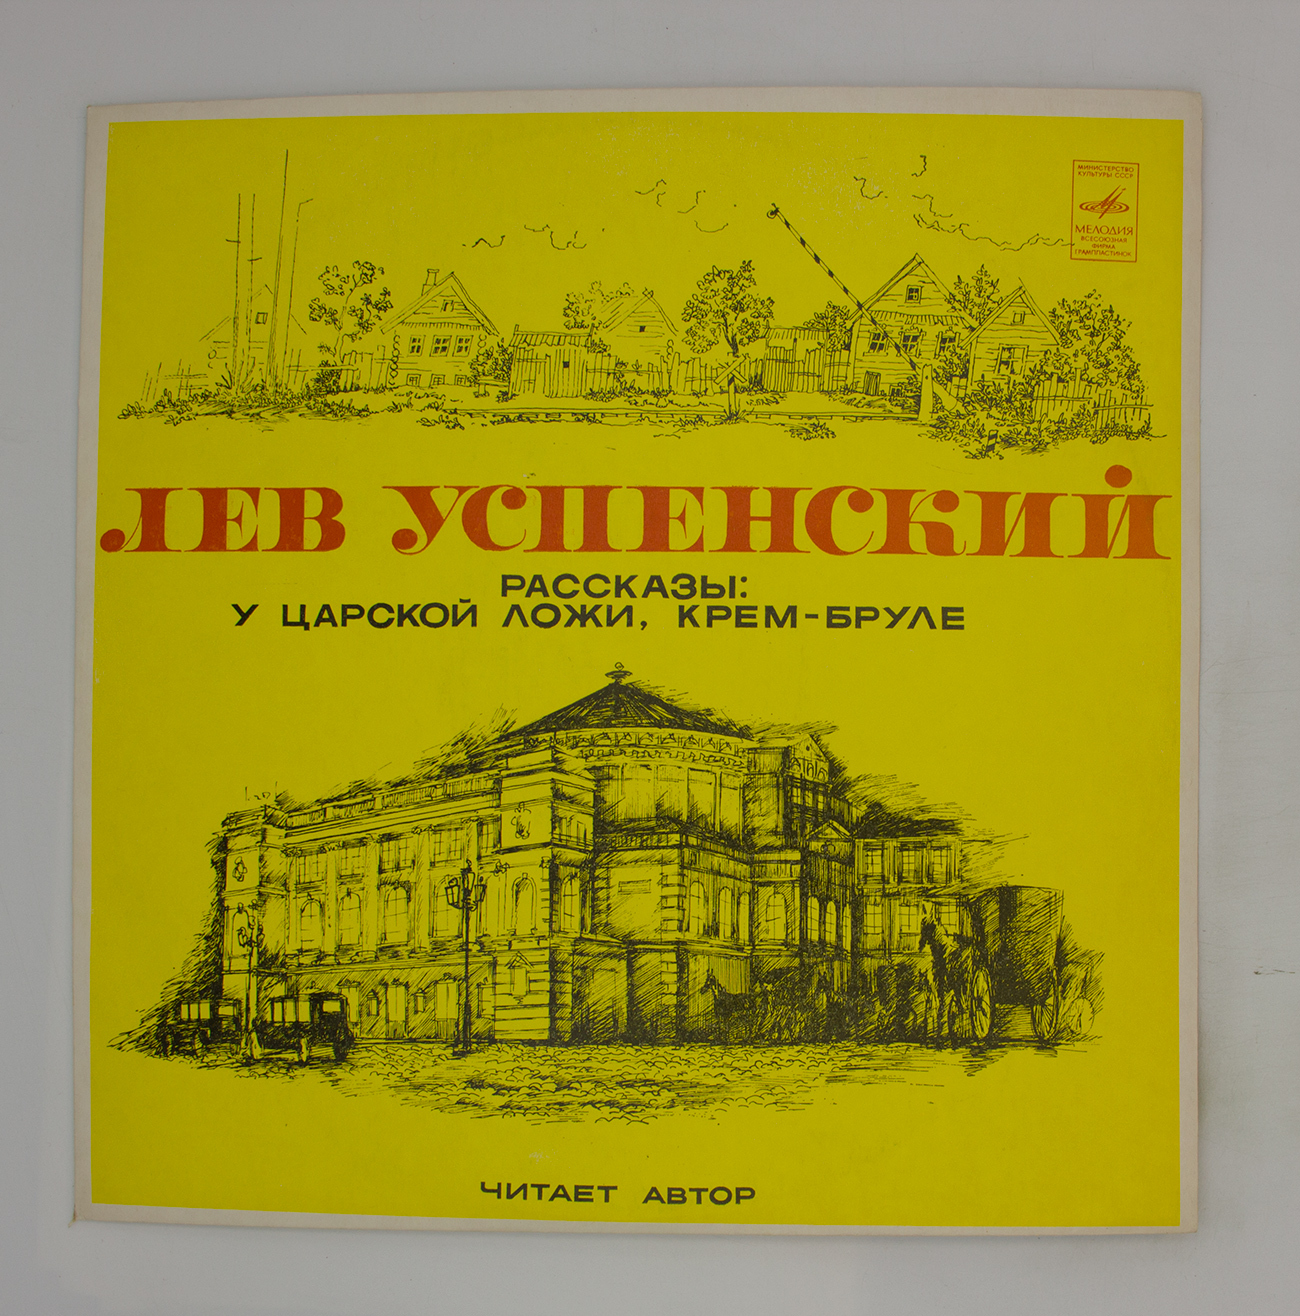 МИНИСТЕРСТВО
КУЛЬТУРЫ СССР
МЕЛОДИЯ
ВСЕСОЮЗНАЯ
ФИРМА
ГРАМПЛАСТИНОК
ЛЕВ УСПЕНСКИЙ
РАССКАЗЫ:
У ЦАРСКОЙ ЛОЖИ, КРЕМ-БРУЛЕ
ЧИТАЕТ АВТОР